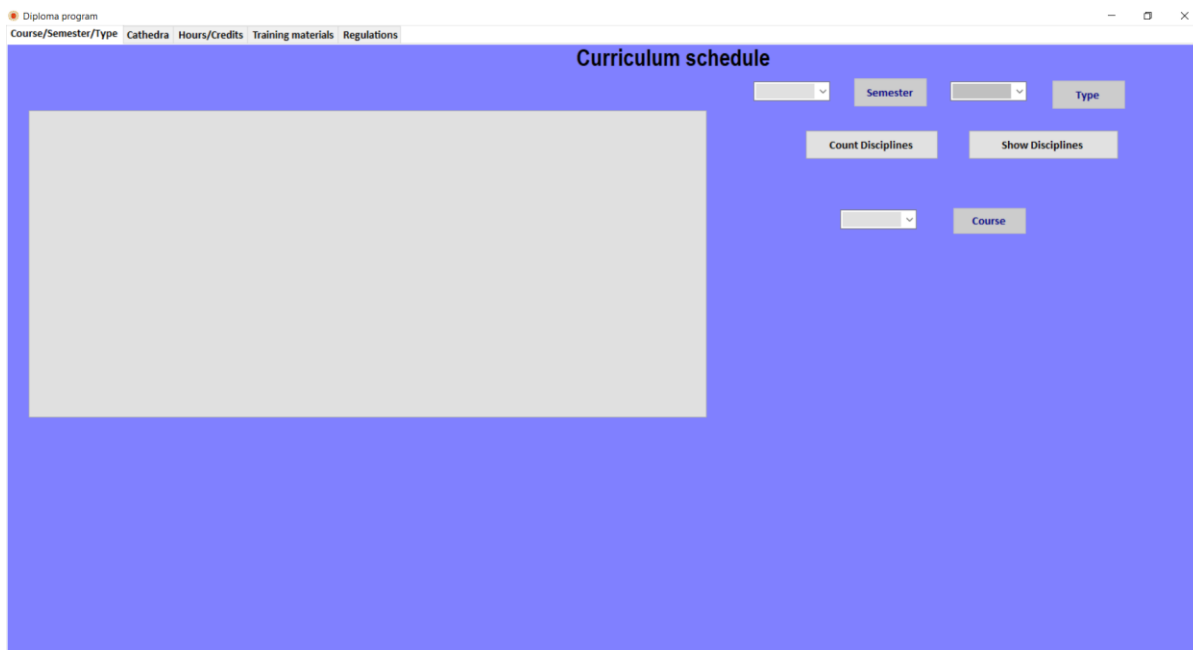 Diploma program
Course/Semester/Type Cathedra Hours/Credits Training materials Regulations
Curriculum schedule
Semester Type
Count Disciplines Show Disciplines
Course